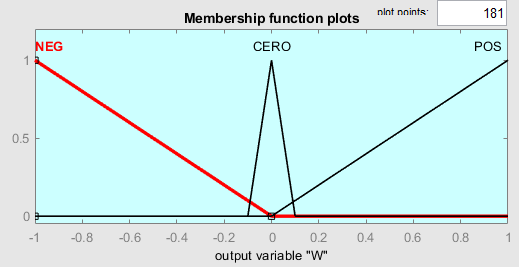 Membership function plots
plot points:
181
NEG
CERO
POS
1
0.5
0
-1
-0.8
-0.6
-0.4
-0.2
0
0.2
0.4
0.6
0.8
1
output variable "W"